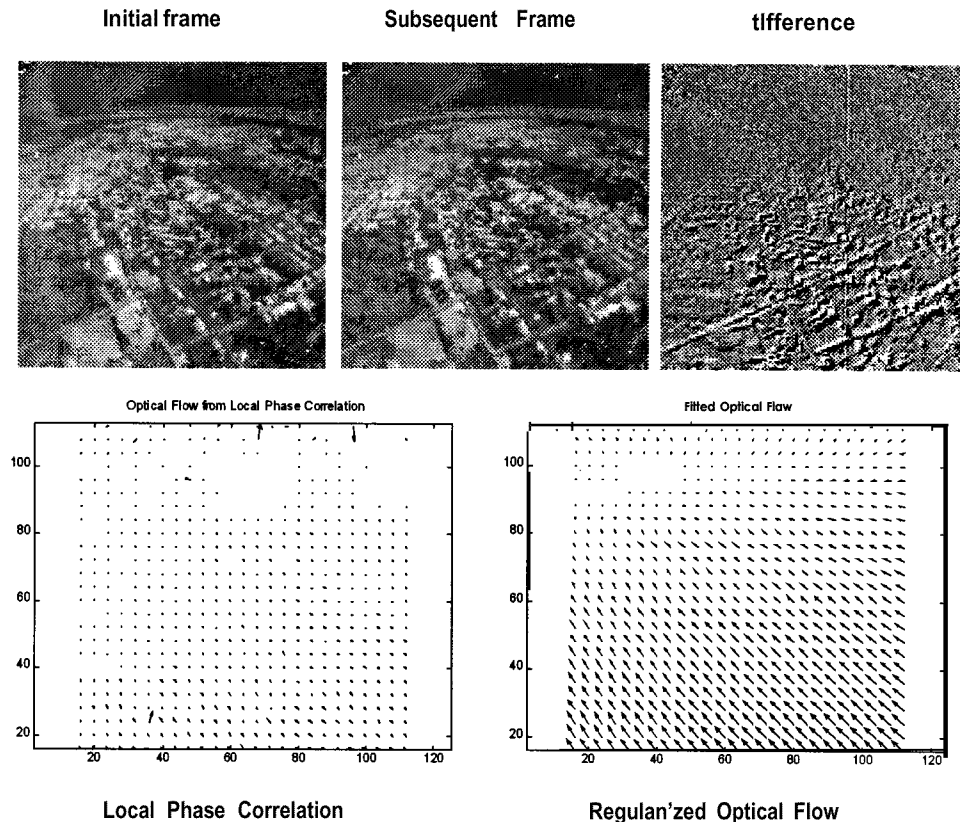 Initial frame
Subsequent Frame
tIfference
Optical Flow from Local Phase Correlation
100
80
60
40
20
20 40 60 80 100 120
Local Phase Correlation
Fitted Optical Flaw
100
80
60
40
20
20 40 60 80 100 120
Regulan'zed Optical Flow